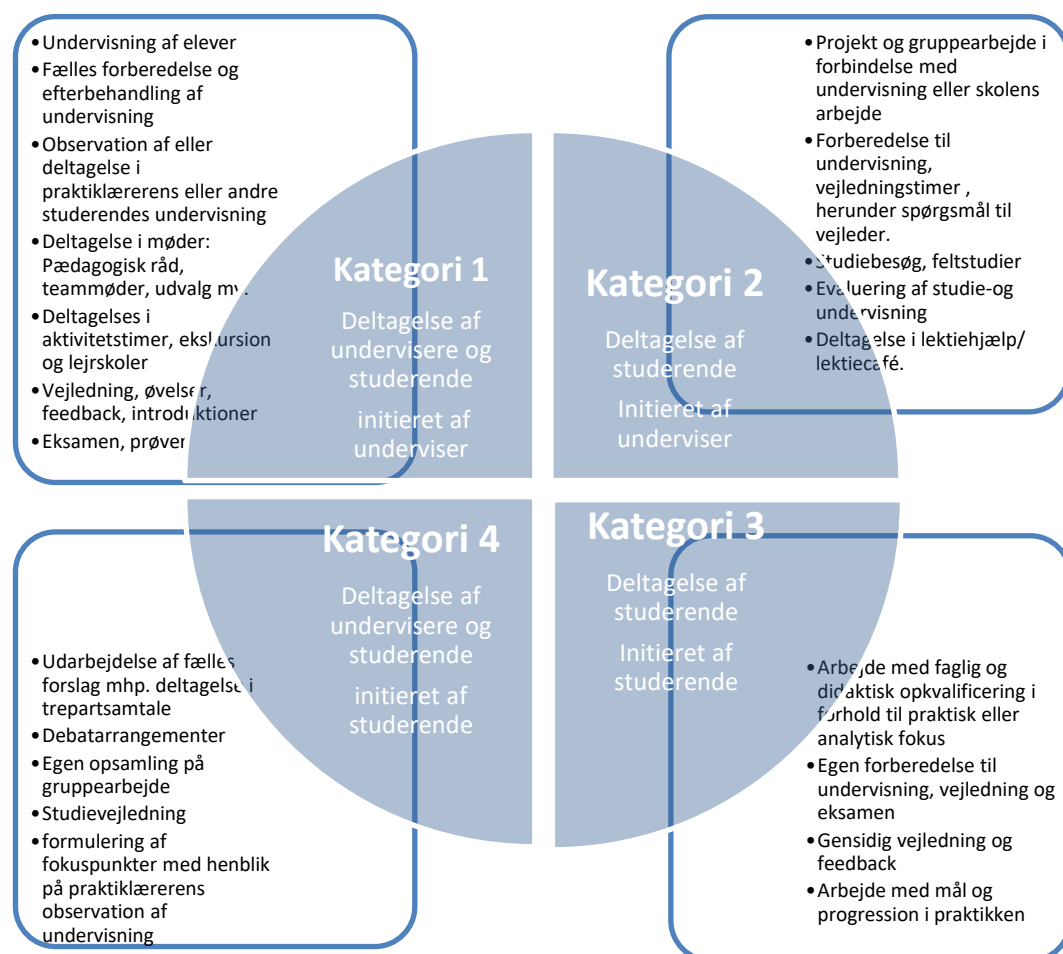 •Undervisning af elever
•Fælles forberedelse og
efterbehandling af
undervisning
•Observation af eller
deltagelse i
praktiklærerens eller andre
studerendes undervisning
•Deltagelse i møder:
Pædagogisk råd,
teammøder, udvalg mv.
•Deltagelses i
aktivitetstimer, ekskursion
og lejrskoler
•Vejledning, øvelser,
feedback, introduktioner
•Eksamen, prøver
Kategori 1
Deltagelse af
undervisere og
studerende
initieret af
underviser
•Projekt og gruppearbejde i
forbindelse med
undervisning eller skolens
arbejde
•Forberedelse til
undervisning,
vejledningstimer ,
herunder spørgsmål til
vejleder.
•Studiebesøg, feltstudier
•Evaluering af studie-og
undervisning
•Deltagelse i lektiehjælp/
lektiecafé.
Kategori 2
Deltagelse af
studerende
Initieret af
underviser
Kategori 4
Deltagelse af
undervisere og
studerende
initieret af
studerende
•Udarbejdelse af fælles
forslag mhp. deltagelse i
trepartsamtale
•Debatarrangementer
•Egen opsamling på
gruppearbejde
•Studievejledning
•formulering af
fokuspunkter med henblik
på praktiklærerens
observation af
undervisning
Kategori 3
Deltagelse af
studerende
Initieret af
studerende
•Arbejde med faglig og
didaktisk opkvalificering i
forhold til praktisk eller
analytisk fokus
•Egen forberedelse til
undervisning, vejledning og
eksamen
•Gensidig vejledning og
feedback
•Arbejde med mål og
progression i praktikken